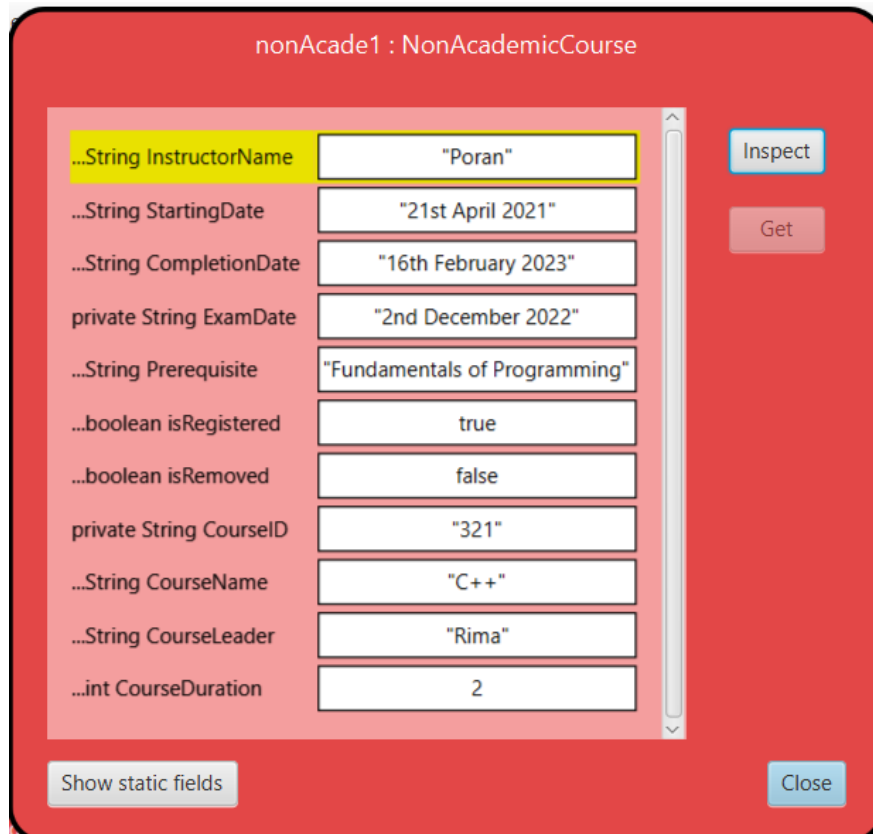 nonAcade1 : NonAcademicCourse
...String InstructorName "Poran"
Inspect
...String StartingDate "21st April 2021"
Get
...String CompletionDate "16th February 2023"
private String ExamDate "2nd December 2022"
...String Prerequisite "Fundamentals of Programming"
...boolean isRegistered true
...boolean isRemoved false
private String CourseID "321"
...String CourseName "C++"
...String CourseLeader "Rima"
...int CourseDuration 2
Show static fields
Close